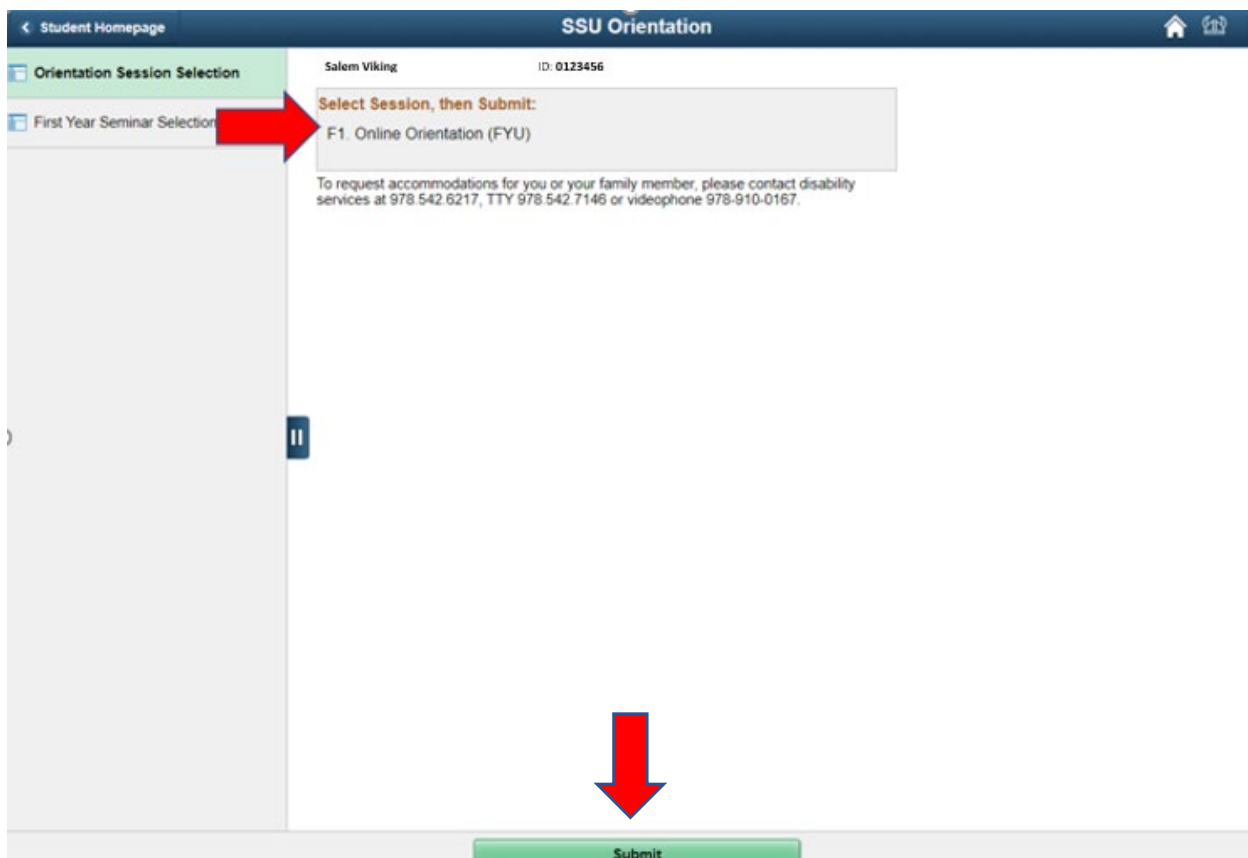 Student Homepage
SSU Orientation
Orientation Session Selection
First Year Seminar Selection
Salem Viking ID: 0123456
Select Session, then Submit:
F1. Online Orientation (FYU)
To request accommodations for you or your family member, please contact disability
services at 978.542.6217, TTY 978.542.7146 or videophone 978-910-0167.
Submit